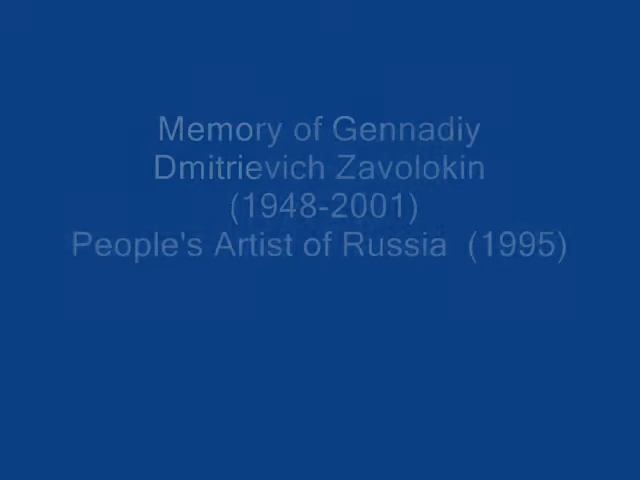 Memory of Gennadiy
Dmitrievich Zavolokin
(1948-2001)
People's Artist of Russia (1995)